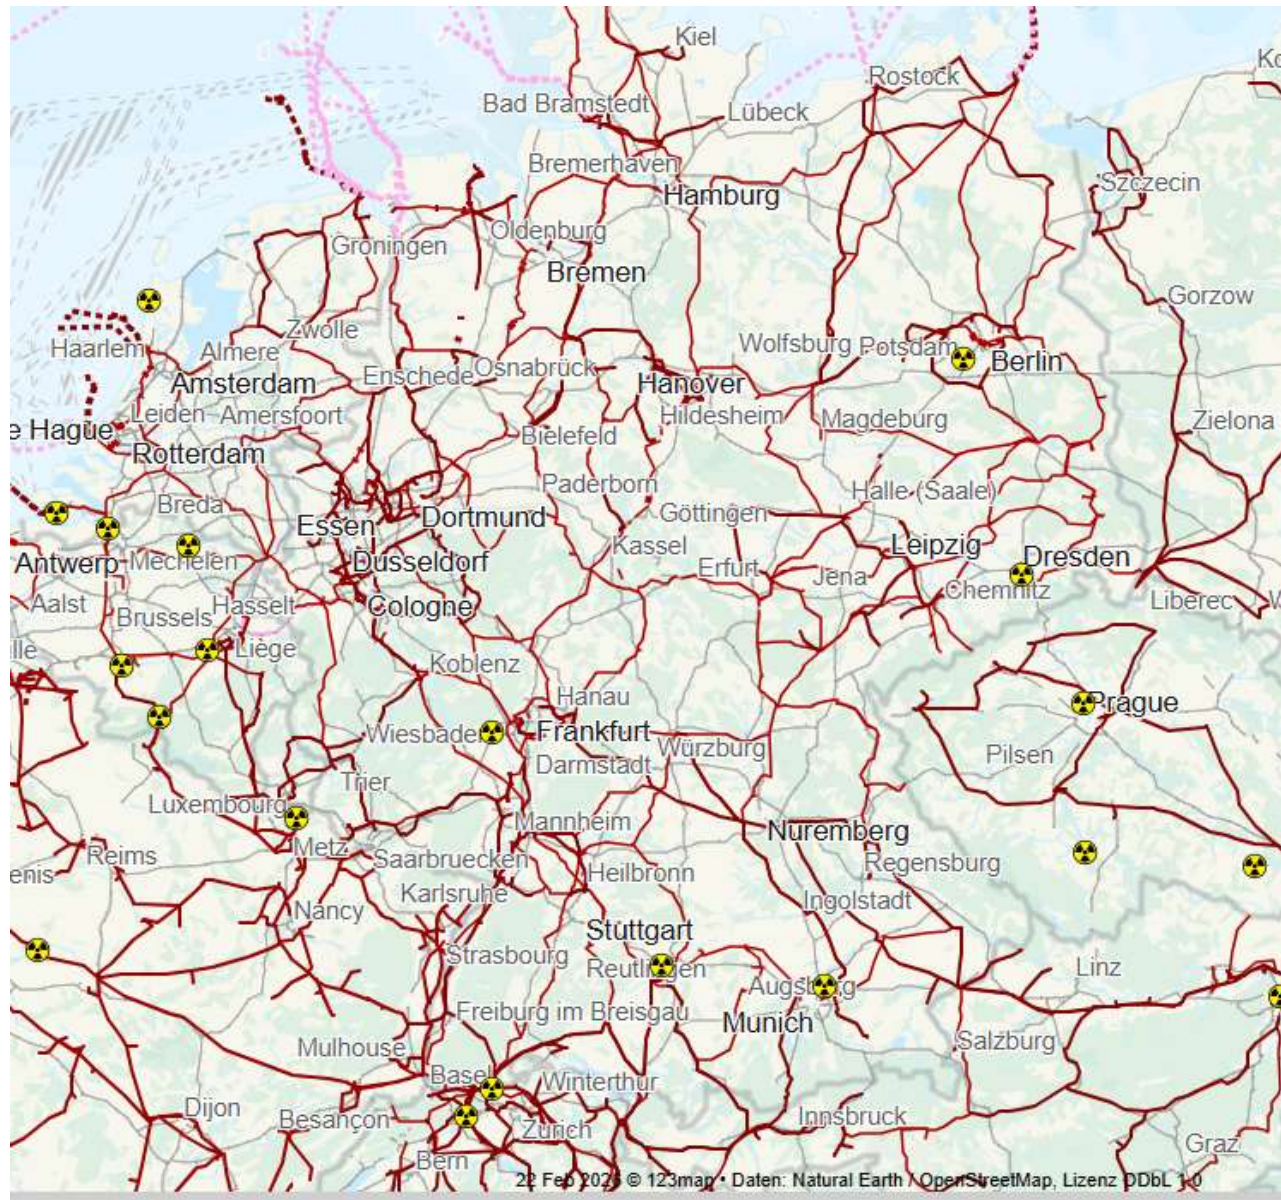 Kiel
Rostock
Bad Bramstedt
Lübeck
Bremerhaven
Hamburg
Szczecin
Groningen
Oldenburg
Bremen
Gorzow
Zwolle
Haarlem
Almere
Wolfsburg
Potsdam
Berlin
Amsterdam
Enschede
Osnabrück
Hanover
Leiden
Amersfoort
Hildesheim
Magdeburg
Zielona
e Hague
Rotterdam
Bielefeld
Paderborn
Halle (Saale)
Breda
Essen
Dortmund
Göttingen
Leipzig
Dresden
Antwerp
Mechelen
Dusseldorf
Kassel
Erfurt
Jena
Chemnitz
Aalst
Brussels
Hasselt
Cologne
Liberec
lle
Liège
Koblenz
Hanau
Prague
Wiesbade
Frankfurt
Darmstadt
Würzburg
Pilsen
Trier
Luxembourg
Mannheim
Nuremberg
Reims
Metz
Saarbruecken
Heilbronn
Regensburg
enis
Karlsruhe
Nancy
Ingolstadt
Stuttgart
Strasbourg
Reutlingen
Augsburg
Linz
Freiburg im Breisgau
Munich
Salzburg
Mulhouse
Basel
Winterthur
Dijon
Besançon
Zurich
Innsbruck
Bern
Graz
22 Feb 2026 © 123map • Daten: Natural Earth / OpenStreetMap, Lizenz ODbL 1.0